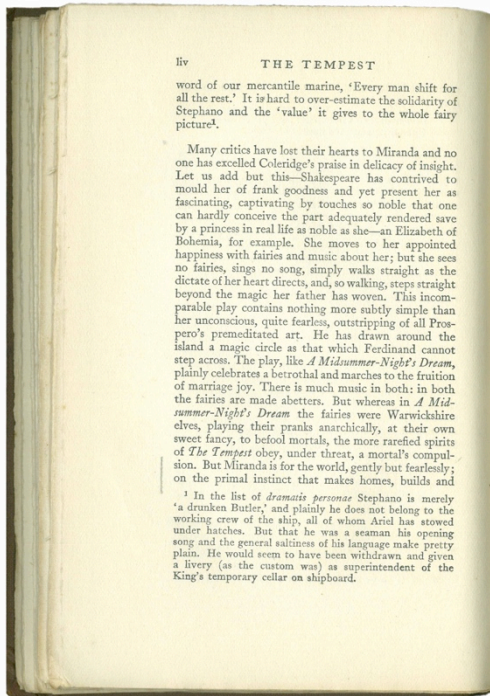 liv THE TEMPEST
word of our mercantile marine, ‘Every man shift for
all the rest.’ It is hard to over-estimate the solidarity of
Stephano and the ‘value’ it gives to the whole fairy
picture¹.
Many critics have lost their hearts to Miranda and no
one has excelled Coleridge’s praise in delicacy of insight.
Let us add but this—Shakespeare has contrived to
mould her of frank goodness and yet present her as
fascinating, captivating by touches so noble that one
can hardly conceive the part adequately rendered save
by a princess in real life as noble as she—an Elizabeth of
Bohemia, for example. She moves to her appointed
happiness with fairies and music about her; but she sees
no fairies, sings no song, simply walks straight as the
dictate of her heart directs, and, so walking, steps straight
beyond the magic her father has woven. This incom-
parable play contains nothing more subtly simple than
her unconscious, quite fearless, outstripping of all Pros-
pero’s premeditated art. He has drawn around the
island a magic circle as that which Ferdinand cannot
step across. The play, like A Midsummer-Night’s Dream,
plainly celebrates a betrothal and marches to the fruition
of marriage joy. There is much music in both: in both
the fairies are made abetters. But whereas in A Mid-
summer-Night’s Dream the fairies were Warwickshire
elves, playing their pranks anarchically, at their own
sweet fancy, to befool mortals, the more rarefied spirits
of The Tempest obey, under threat, a mortal’s compul-
sion. But Miranda is for the world, gently but fearlessly;
on the primal instinct that makes homes, builds and
¹ In the list of dramatis personae Stephano is merely
‘a drunken Butler,’ and plainly he does not belong to the
working crew of the ship, all of whom Ariel has stowed
under hatches. But that he was a seaman his opening
song and the general saltiness of his language make pretty
plain. He would seem to have been withdrawn and given
a livery (as the custom was) as superintendent of the
King’s temporary cellar on shipboard.